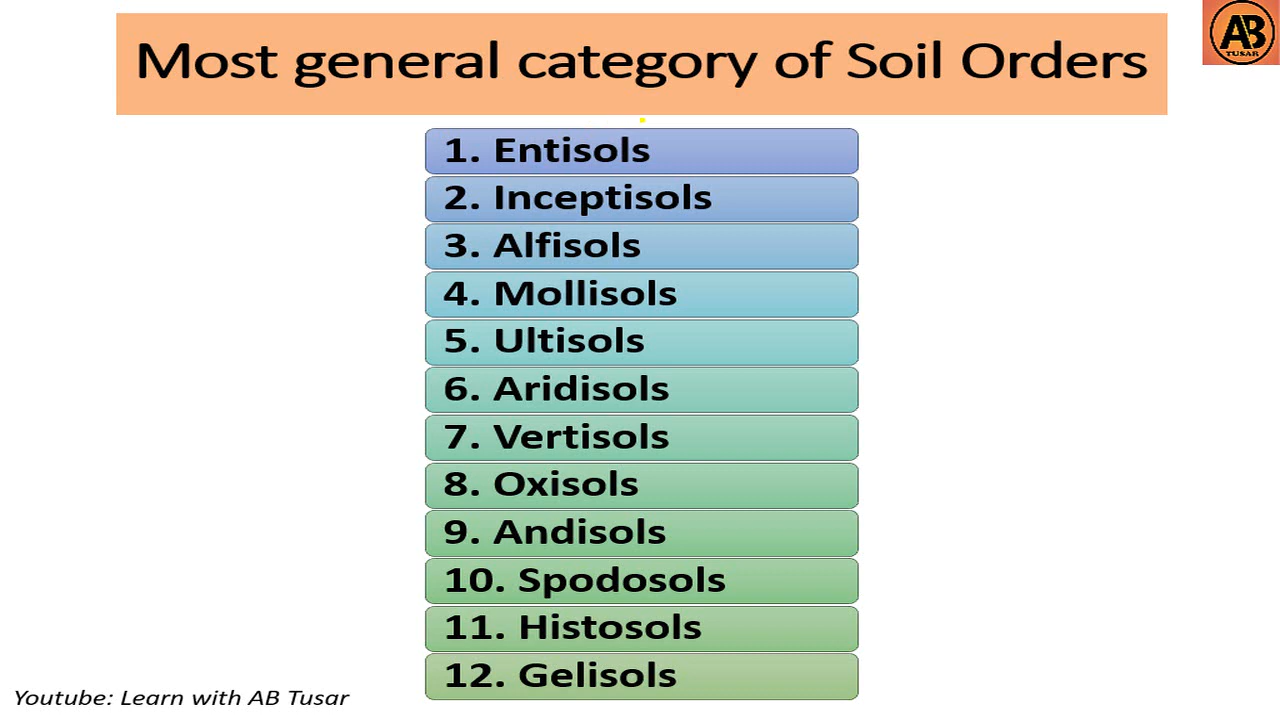 Most general category of Soil Orders
AB
TUSAR
1. Entisols
2. Inceptisols
3. Alfisols
4. Mollisols
5. Ultisols
6. Aridisols
7. Vertisols
8. Oxisols
9. Andisols
10. Spodosols
11. Histosols
12. Gelisols
Youtube: Learn with AB Tusar